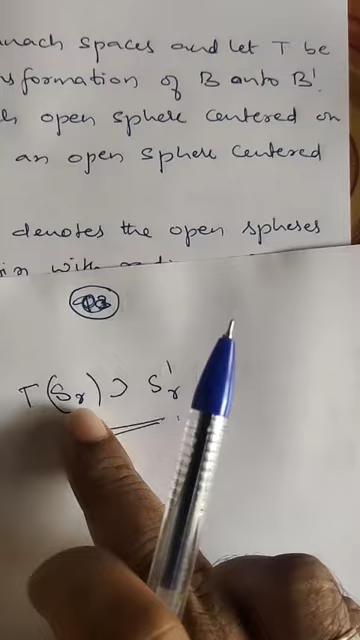 spaces and let T be
formation of B onto B'.
open sphere centered on
an open sphere centered
denotes the open spheres
with
T(Sr) ⊃ S'r